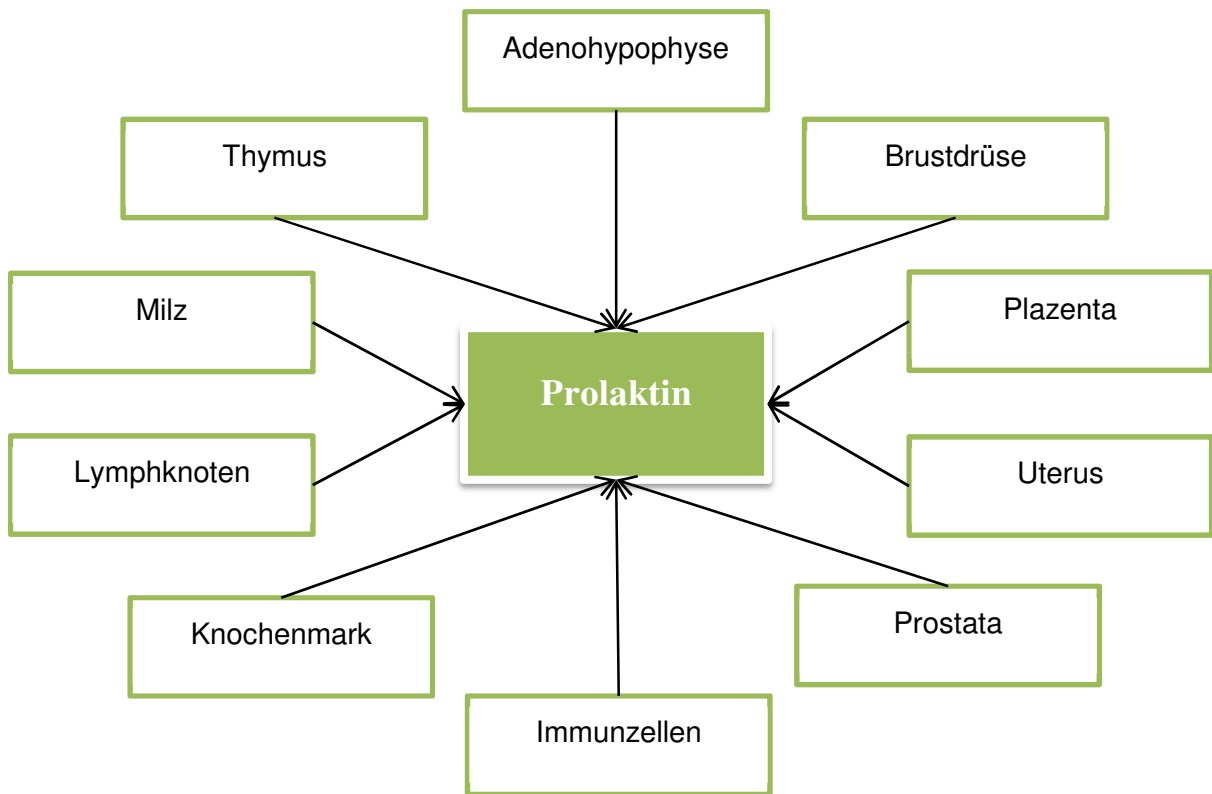 Adenohypophyse
Thymus
Brustdrüse
Milz
Plazenta
Prolaktin
Lymphknoten
Uterus
Knochenmark
Prostata
Immunzellen